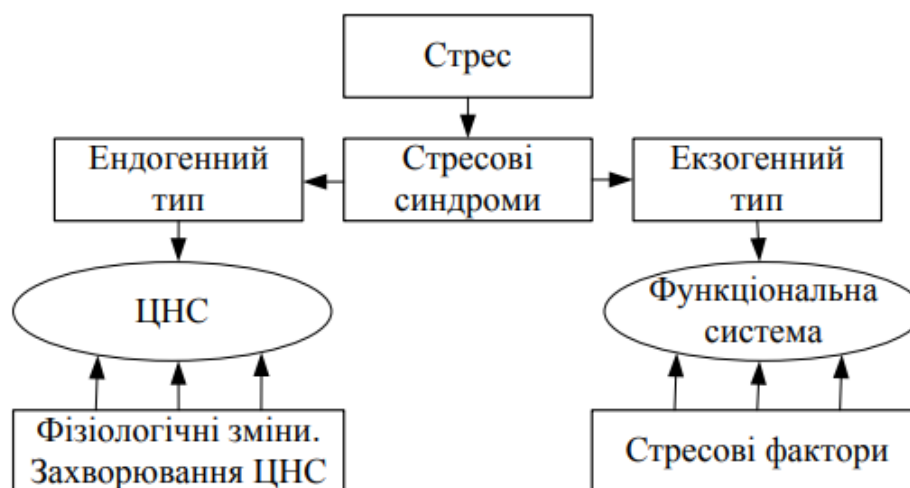 Стрес
Ендогенний
тип
Стресові
синдроми
Екзогенний
тип
ЦНС
Функціональна
система
Фізіологічні зміни.
Захворювання ЦНС
Стресові фактори